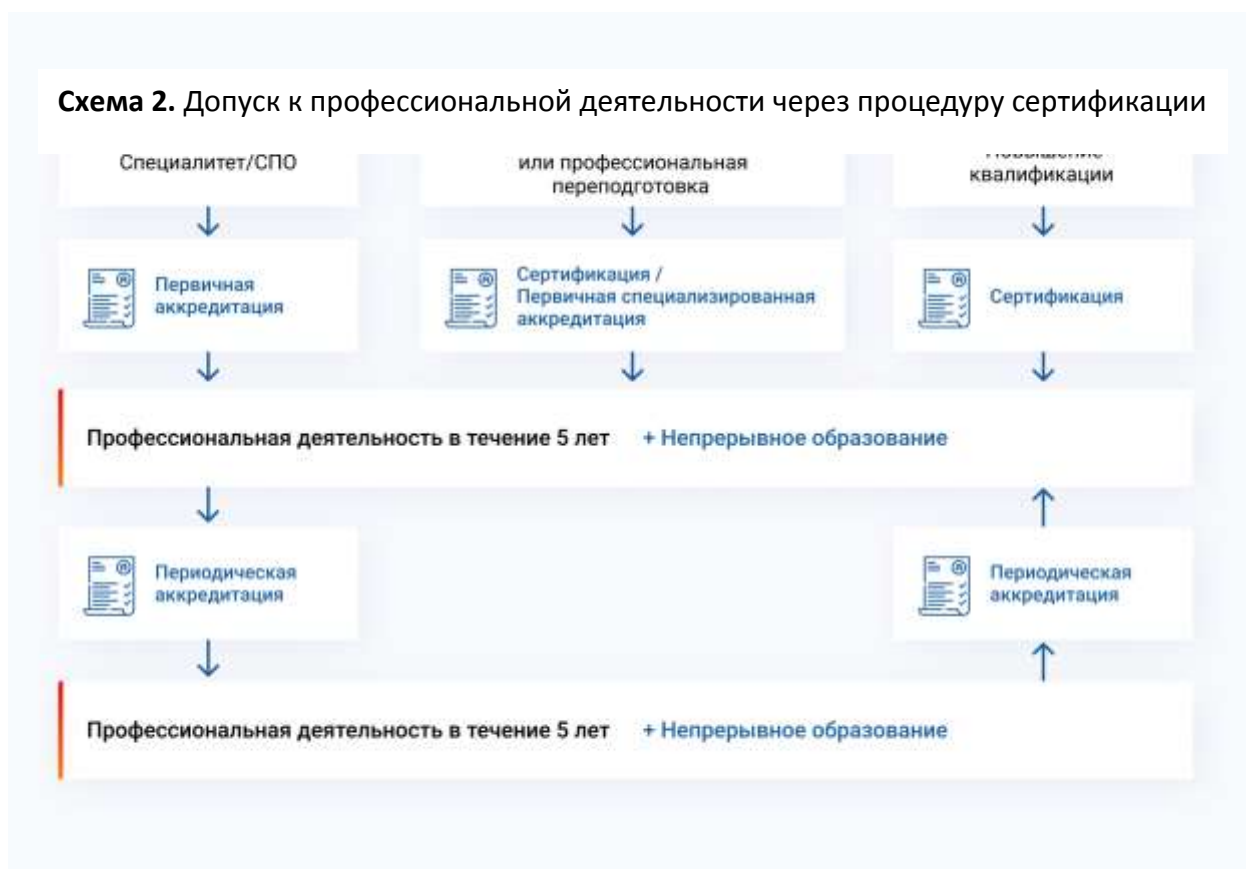 Схема 2. Допуск к профессиональной деятельности через процедуру сертификации
Специалитет/СПО
или профессиональная
переподготовка
Повышение
квалификации
Первичная
аккредитация
Сертификация /
Первичная специализированная
аккредитация
Сертификация
Профессиональная деятельность в течение 5 лет + Непрерывное образование
Периодическая
аккредитация
Периодическая
аккредитация
Профессиональная деятельность в течение 5 лет + Непрерывное образование